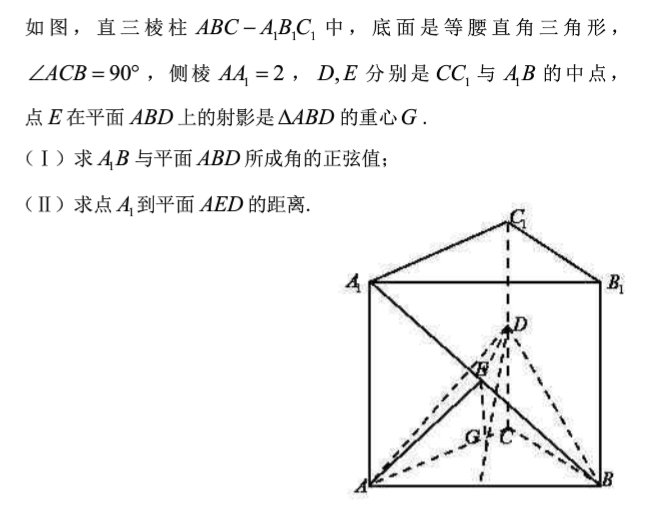 如图，直三棱柱 ABC－A₁B₁C₁ 中，底面是等腰直角三角形，
∠ACB＝90°，侧棱 AA₁＝2，D,E 分别是 CC₁ 与 A₁B 的中点，
点 E 在平面 ABD 上的射影是 ΔABD 的重心 G．
（Ⅰ）求 A₁B 与平面 ABD 所成角的正弦值；
（Ⅱ）求点 A₁ 到平面 AED 的距离.
C₁
A₁
B₁
D
E
G C
A
B